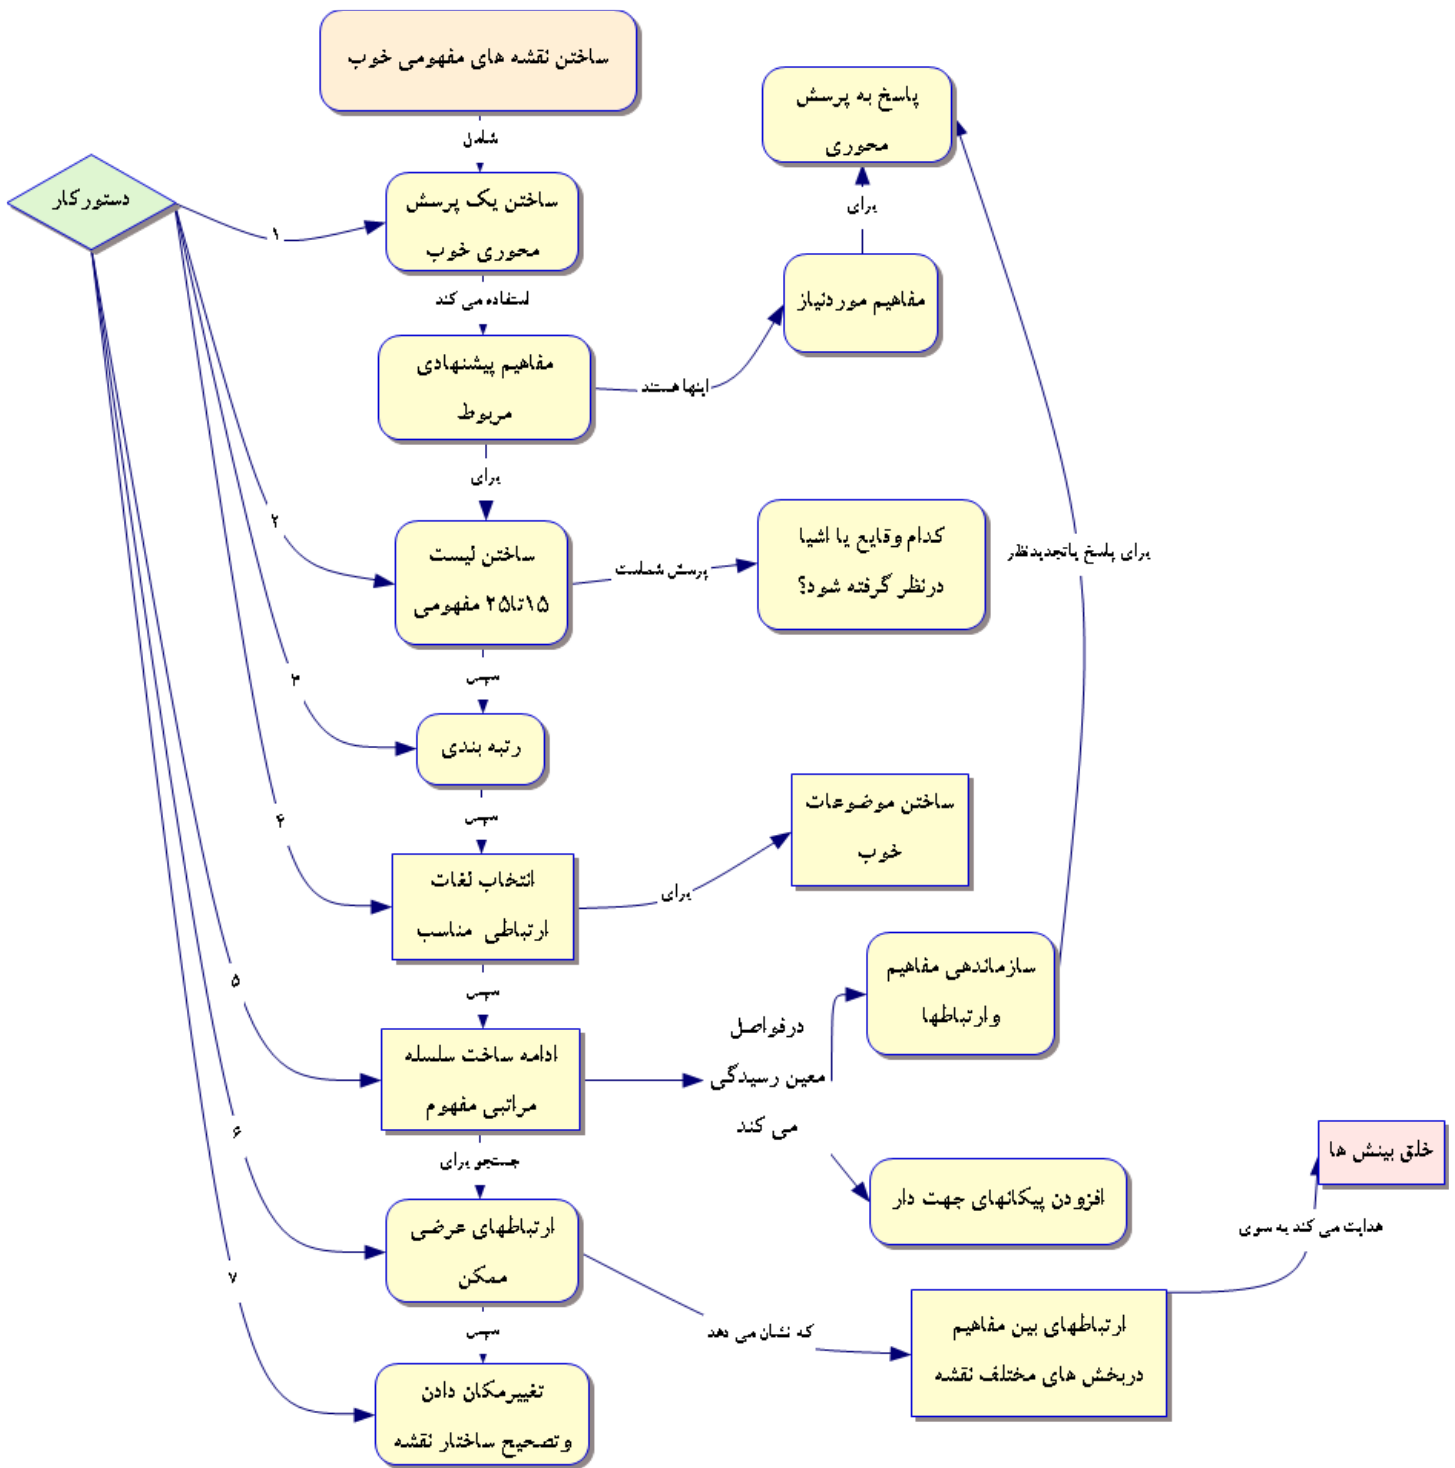 ساختن نقشه های مفهومی خوب
شامل
دستور کار
۱
ساختن یک پرسش
محوری خوب
پاسخ به پرسش
محوری
برای
مفاهیم موردنیاز
استفاده می کند
مفاهیم پیشنهادی
مربوط
اینها هستند
برای
۲
ساختن لیست
۱۵تا۲۵ مفهومی
پرسش شماست
کدام وقایع یا اشیا
درنظر گرفته شود؟
برای پاسخ یاتجدیدنظر
سپس
۳
رتبه بندی
سپس
۴
انتخاب لغات
ارتباطی مناسب
برای
ساختن موضوعات
خوب
سپس
۵
ادامه ساخت سلسله
مراتبی مفهوم
درفواصل
معین رسیدگی
می کند
سازماندهی مفاهیم
وارتباطها
افزودن پیکانهای جهت دار
جستجو برای
۶
ارتباطهای عرضی
ممکن
که نشان می دهد
ارتباطهای بین مفاهیم
دربخش های مختلف نقشه
هدایت می کند به سوی
خلق بینش ها
سپس
۷
تغییرمکان دادن
وتصحیح ساختار نقشه